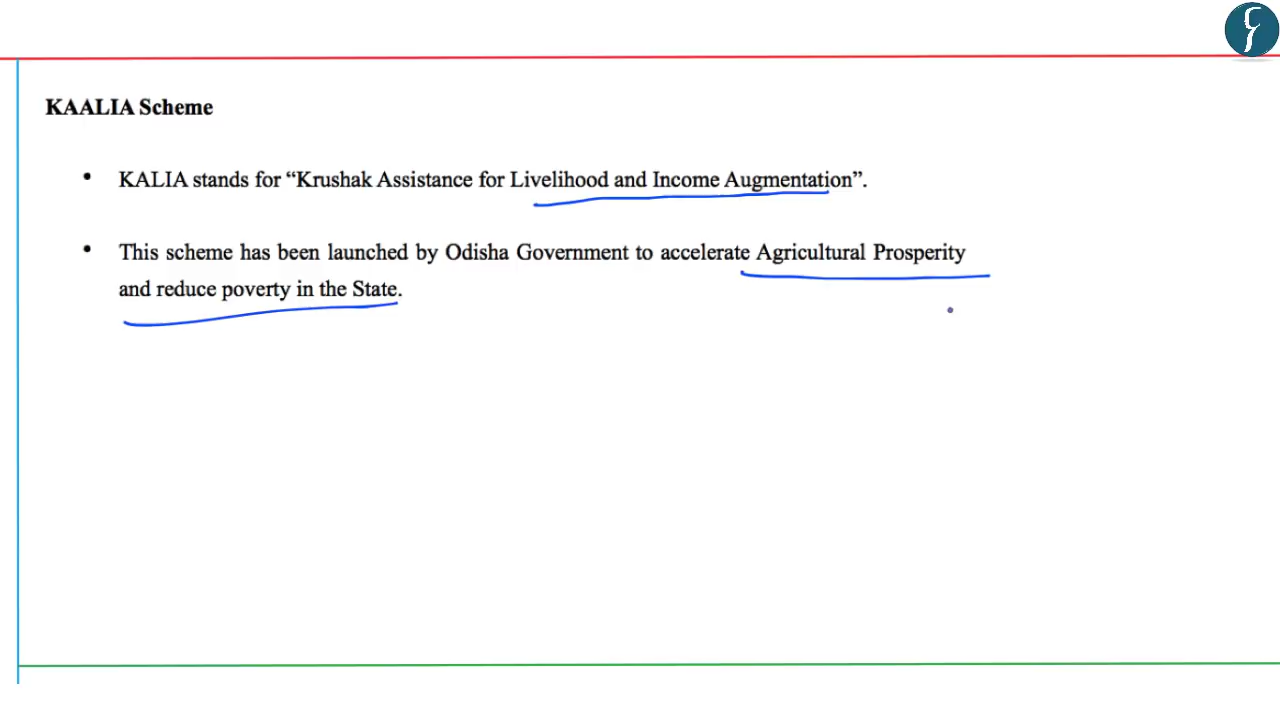 KAALIA Scheme
• KALIA stands for “Krushak Assistance for Livelihood and Income Augmentation”.
• This scheme has been launched by Odisha Government to accelerate Agricultural Prosperity
and reduce poverty in the State.